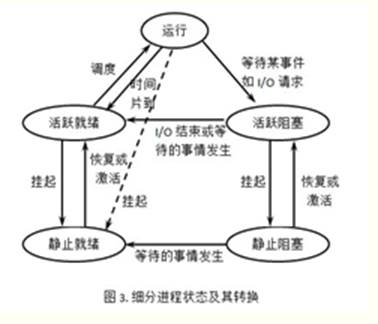 运行
调度
时间
片到
等待某事件
如 I/O 请求
活跃就绪
活跃阻塞
I/O 结束或等
待的事情发生
挂起
恢复或
激活
挂起
挂起
恢复或
激活
静止就绪
静止阻塞
等待的事情发生
图 3. 细分进程状态及其转换